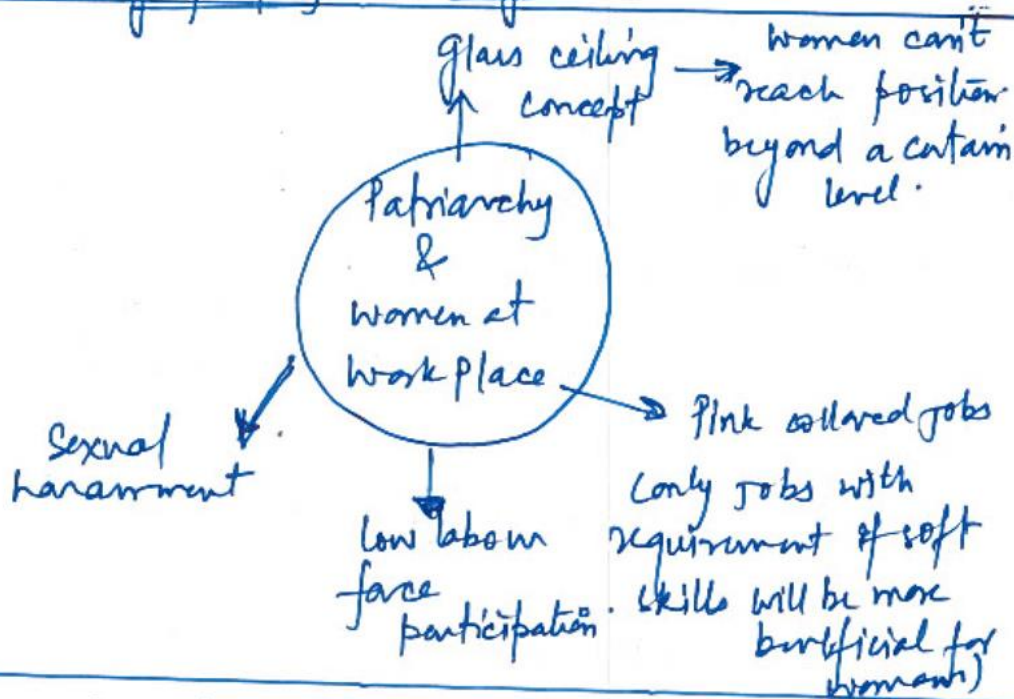 Glass ceiling
concept
women can't
reach position
beyond a certain
level.
Patriarchy
&
women at
work place
Sexual
harassment
low labour
force
participation.
Pink collared jobs
(only jobs with
requirement of soft
skills will be more
beneficial for
women)